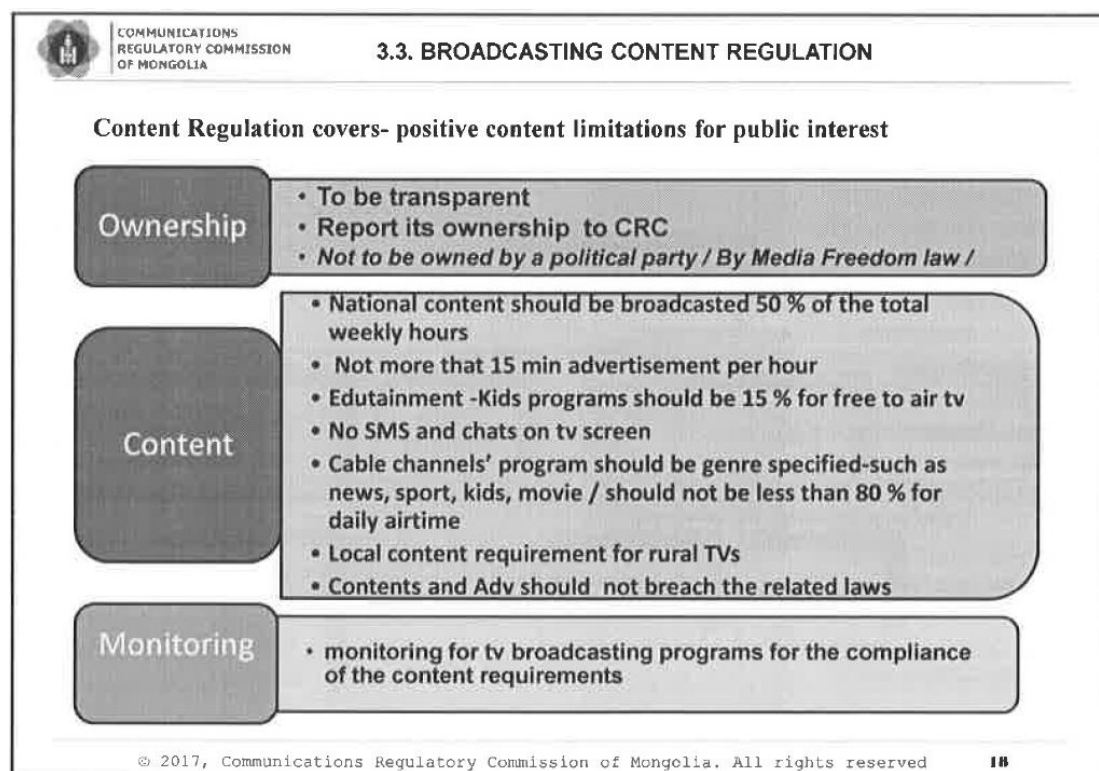 COMMUNICATIONS
REGULATORY COMMISSION
OF MONGOLIA
3.3. BROADCASTING CONTENT REGULATION
Content Regulation covers- positive content limitations for public interest
Ownership
• To be transparent
• Report its ownership to CRC
• Not to be owned by a political party / By Media Freedom law /
Content
• National content should be broadcasted 50 % of the total
weekly hours
• Not more that 15 min advertisement per hour
• Edutainment -Kids programs should be 15 % for free to air tv
• No SMS and chats on tv screen
• Cable channels' program should be genre specified-such as
news, sport, kids, movie / should not be less than 80 % for
daily airtime
• Local content requirement for rural TVs
• Contents and Adv should not breach the related laws
Monitoring
• monitoring for tv broadcasting programs for the compliance
of the content requirements
© 2017, Communications Regulatory Commission of Mongolia. All rights reserved 18